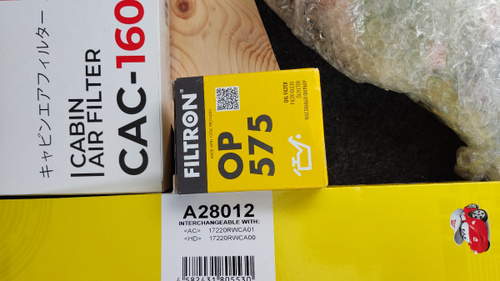 キャビンエアフィルター
CABIN
AIR FILTER
CAC-160
FILTRON
OP
575
OIL FILTER
A28012
INTERCHANGEABLE WITH:
<AC> 17220RWCA01
<HD> 17220RWCA00
4582431805530